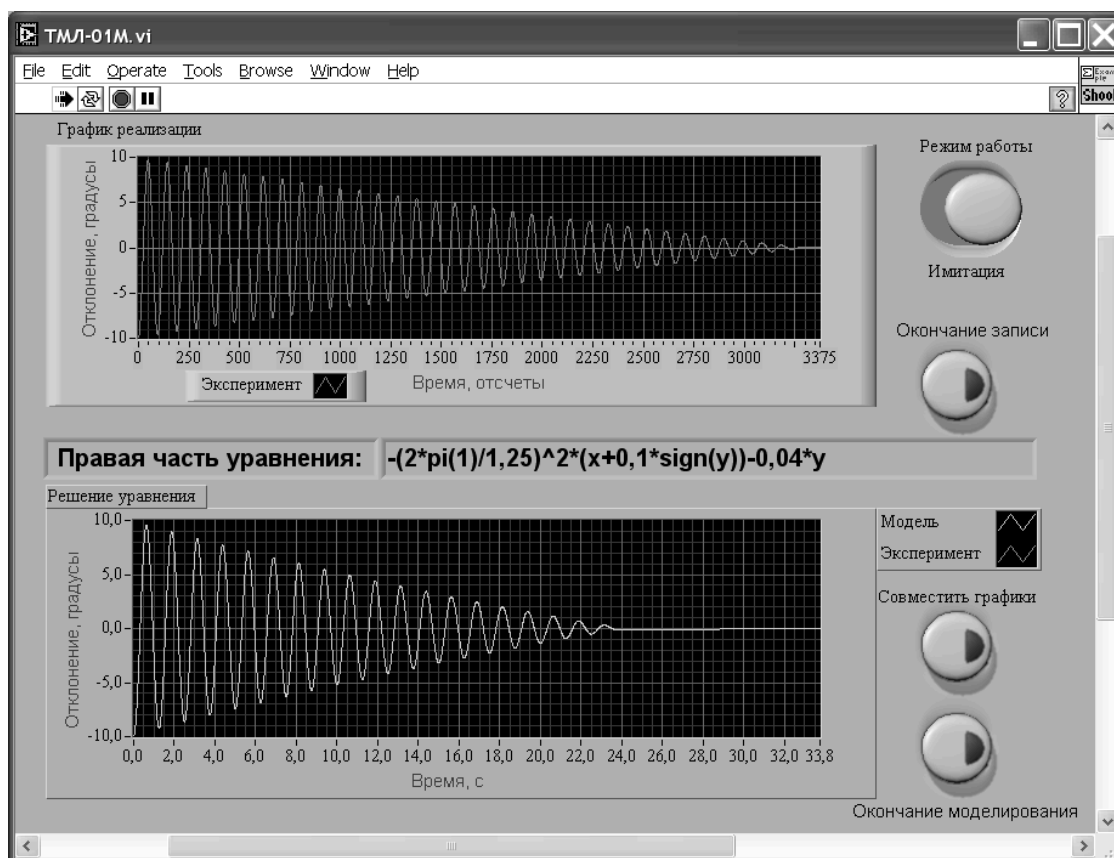 ТМЛ-01М.vi
File Edit Operate Tools Browse Window Help
?
Σ Exam
ple
Shoo
График реализации
Режим работы
Отклонение, градусы
10
5
0
-5
-10
0 250 500 750 1000 1250 1500 1750 2000 2250 2500 2750 3000 3375
Эксперимент
Время, отсчеты
Имитация
Окончание записи
Правая часть уравнения: -(2*pi(1)/1,25)^2*(x+0,1*sign(y))-0,04*y
Решение уравнения
Отклонение, градусы
10,0
5,0
0,0
-5,0
-10,0
0,0 2,0 4,0 6,0 8,0 10,0 12,0 14,0 16,0 18,0 20,0 22,0 24,0 26,0 28,0 30,0 32,0 33,8
Время, с
Модель
Эксперимент
Совместить графики
Окончание моделирования